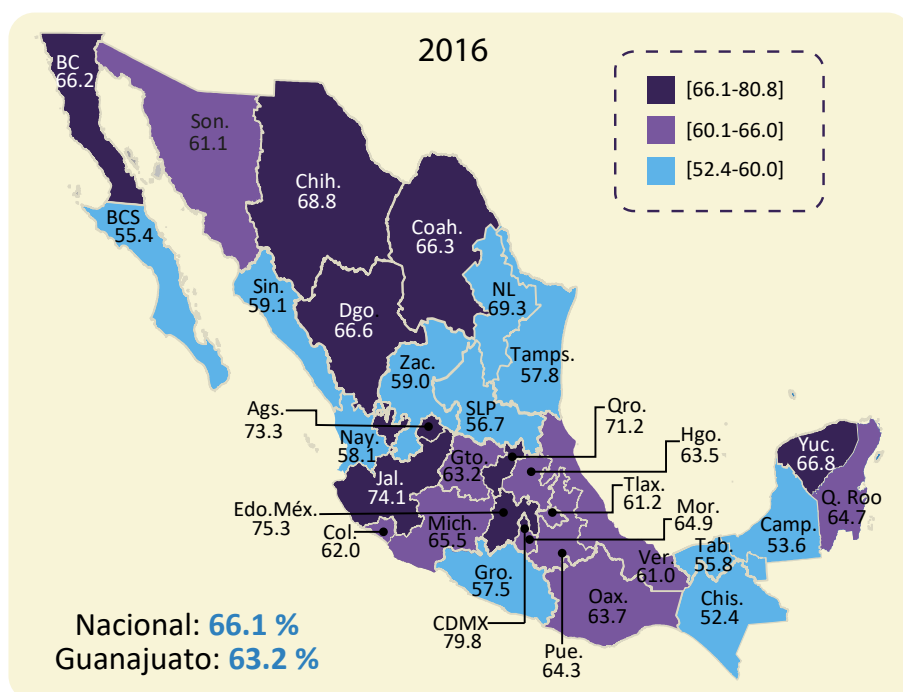 2016
[66.1-80.8]
[60.1-66.0]
[52.4-60.0]
BC
66.2
Son.
61.1
Chih.
68.8
Coah.
66.3
BCS
55.4
Sin.
59.1
NL
69.3
Dgo.
66.6
Tamps.
57.8
Zac.
59.0
SLP
56.7
Ags.
73.3
Qro.
71.2
Nay.
58.1
Hgo.
63.5
Gto.
63.2
Yuc.
66.8
Jal.
74.1
Tlax.
61.2
Q. Roo
64.7
Edo.Méx.
75.3
Mor.
64.9
Camp.
53.6
Col.
62.0
Mich.
65.5
Tab.
55.8
Ver.
61.0
Gro.
57.5
Oax.
63.7
Chis.
52.4
CDMX
79.8
Pue.
64.3
Nacional: 66.1 %
Guanajuato: 63.2 %